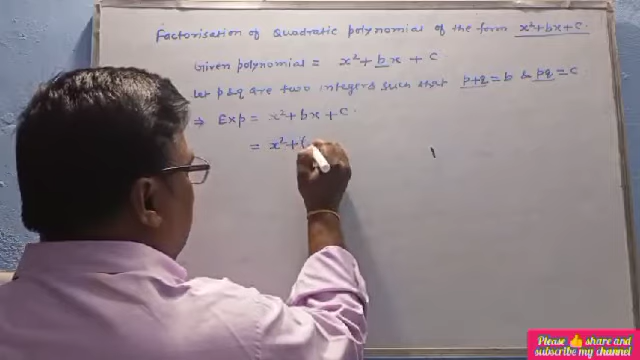 Factorisation of Quadratic polynomial of the form x²+bx+c
Given polynomial = x² + bx + c
Let p & q are two integers such that p+q = b & pq = c
⇒ Exp = x² + bx + c
= x² + (
Please 👍 share and
subscribe my channel